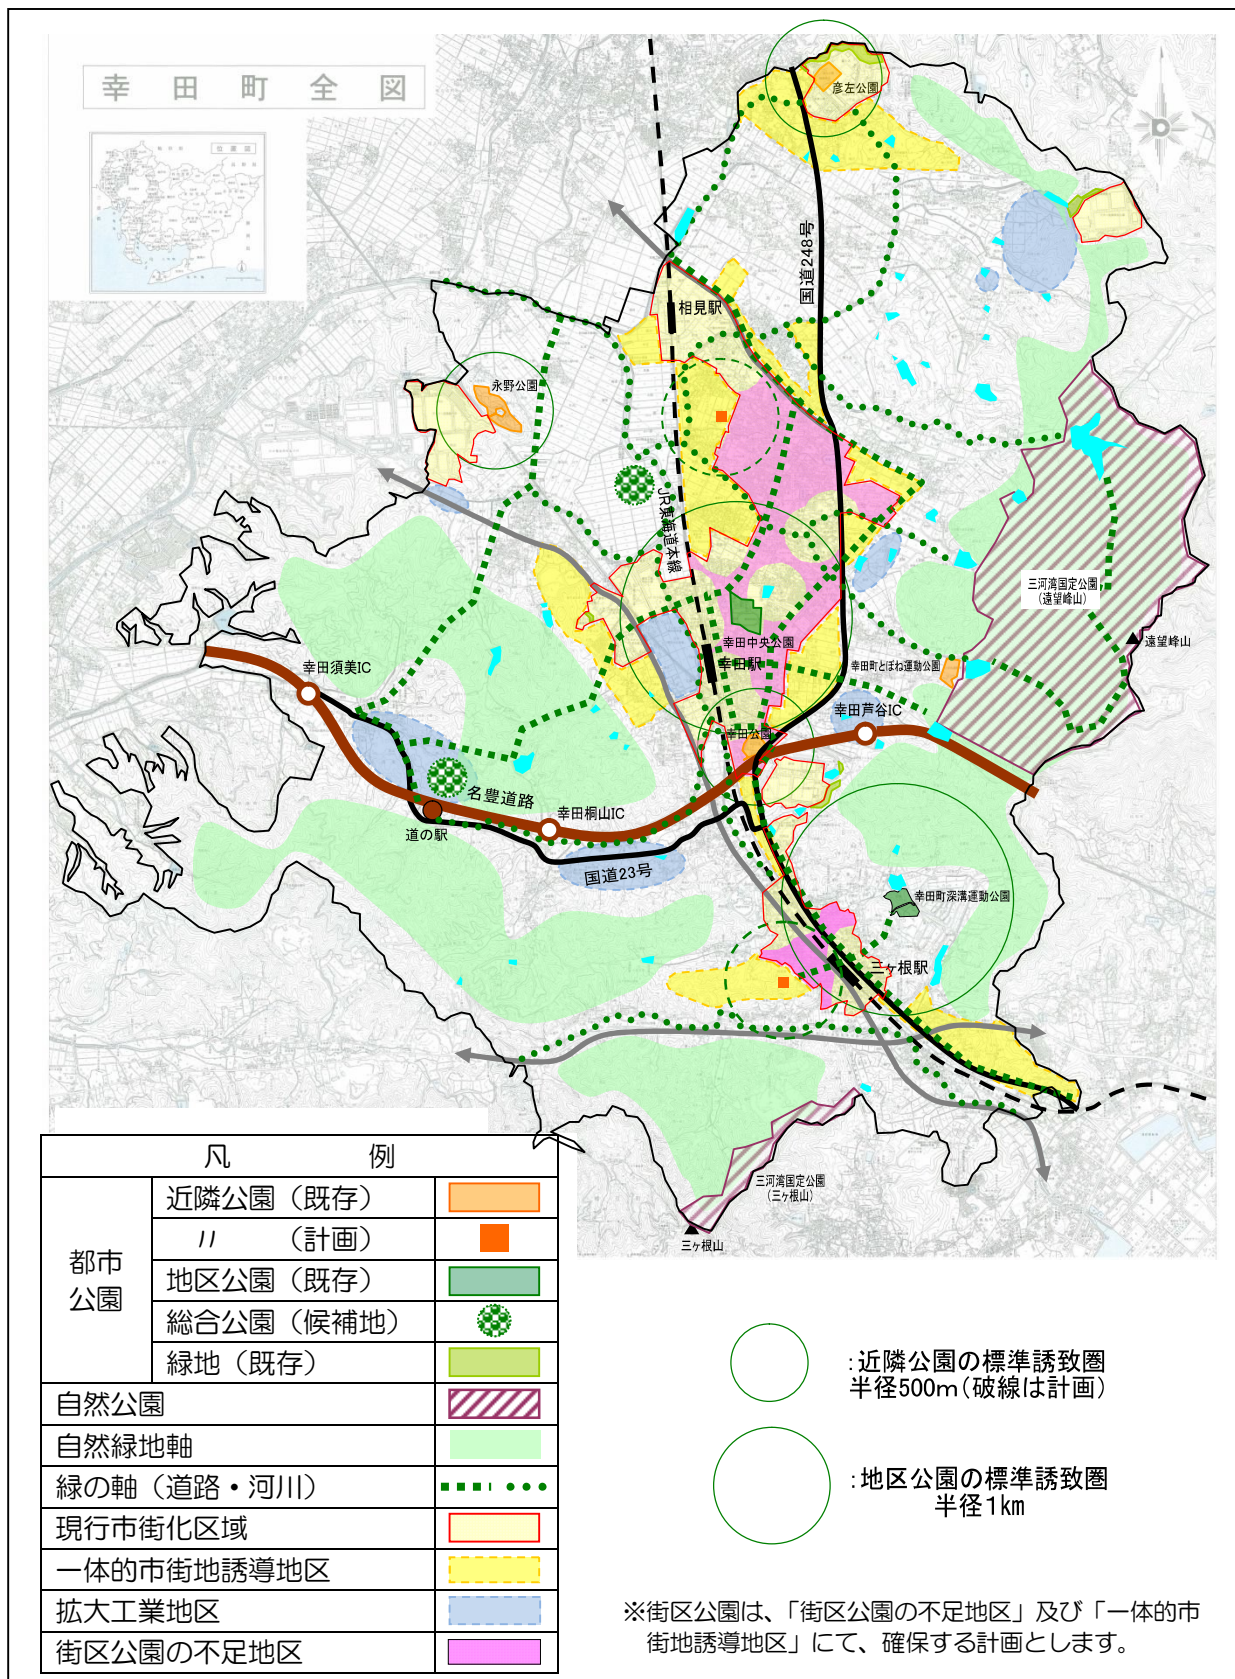 幸田町全図
位置図
彦左公園
国道248号
相見駅
永野公園
JR東海道本線
三河湾国定公園
(遠望峰山)
遠望峰山
幸田中央公園
幸田駅
幸田町とぼね運動公園
幸田須美IC
幸田芦谷IC
幸田公園
名豊道路
道の駅
幸田桐山IC
国道23号
幸田町深溝運動公園
三ヶ根駅
三河湾国定公園
(三ヶ根山)
三ヶ根山
凡 例
都市
公園
近隣公園(既存)
〃 (計画)
地区公園(既存)
総合公園(候補地)
緑地(既存)
自然公園
自然緑地軸
緑の軸(道路・河川)
現行市街化区域
一体的市街地誘導地区
拡大工業地区
街区公園の不足地区
:近隣公園の標準誘致圏
半径500m(破線は計画)
:地区公園の標準誘致圏
半径1km
※街区公園は、「街区公園の不足地区」及び「一体的市
街地誘導地区」にて、確保する計画とします。